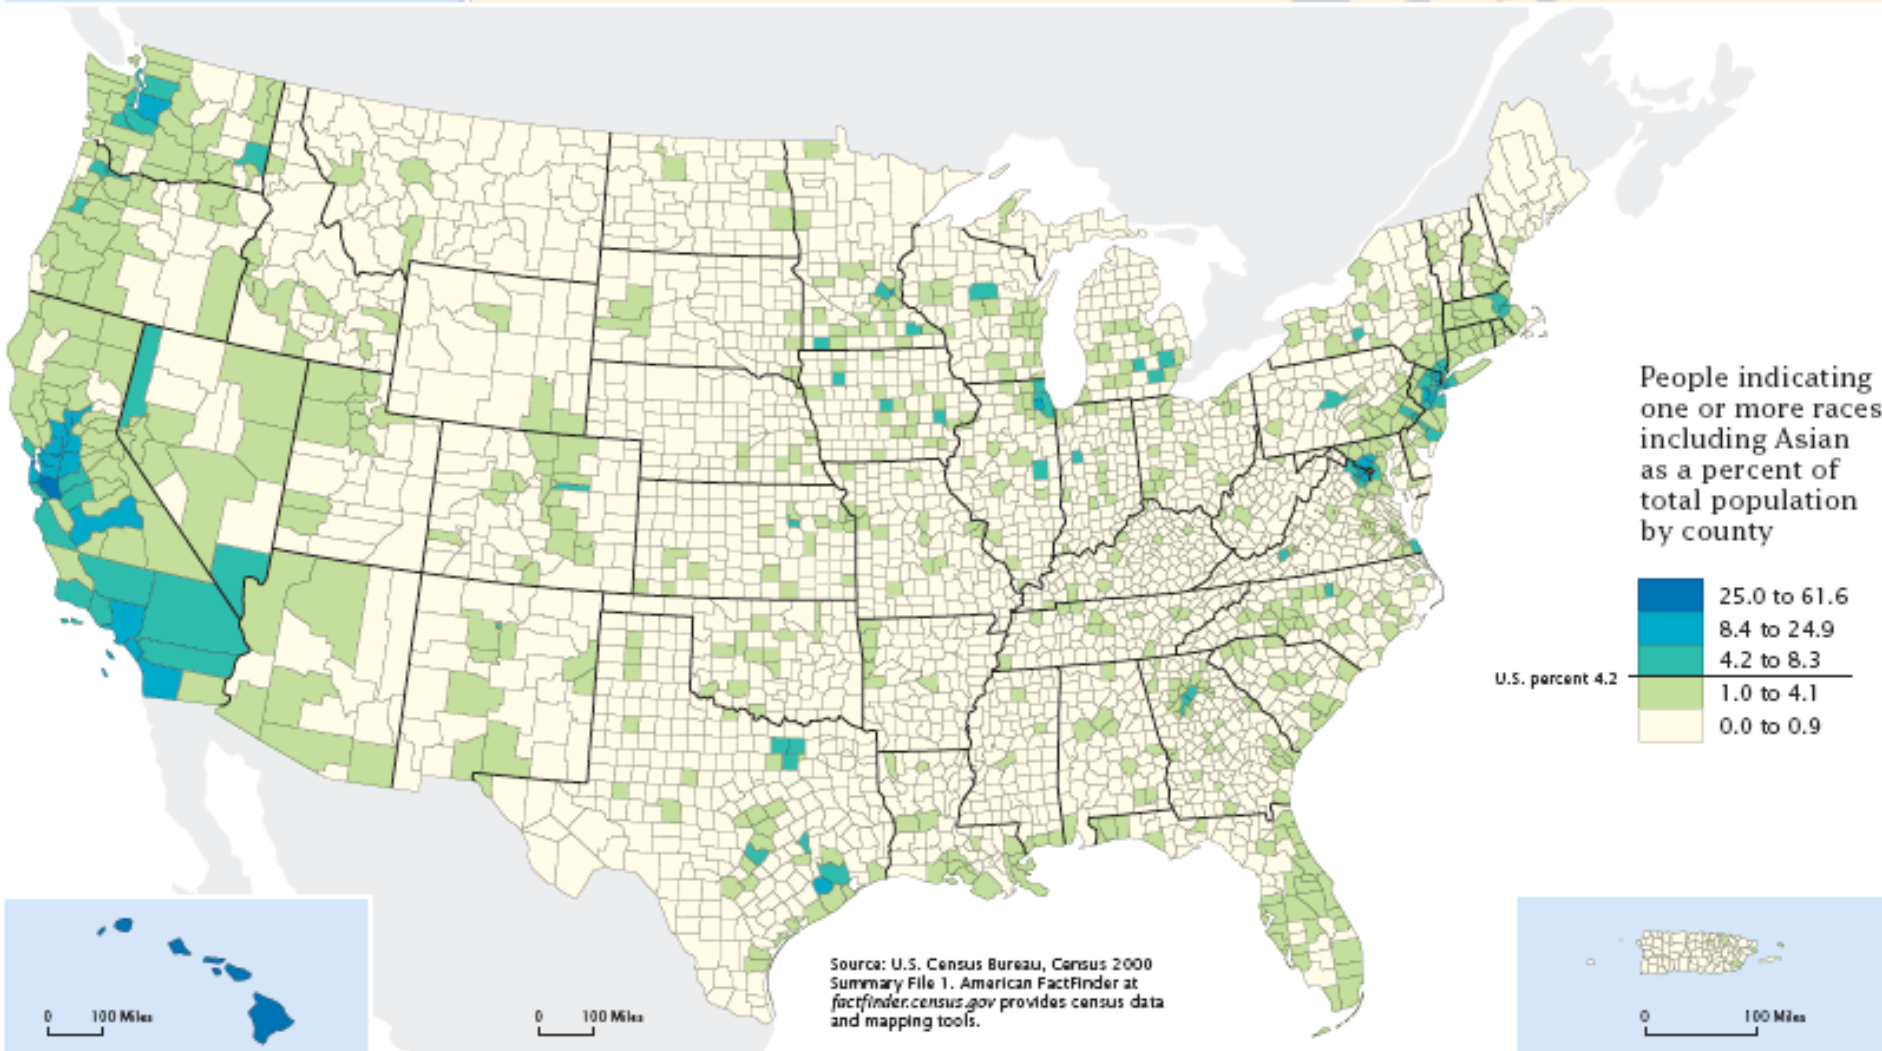 People indicating
one or more races
including Asian
as a percent of
total population
by county
25.0 to 61.6
8.4 to 24.9
4.2 to 8.3
U.S. percent 4.2
1.0 to 4.1
0.0 to 0.9
Source: U.S. Census Bureau, Census 2000
Summary File 1. American FactFinder at
factfinder.census.gov provides census data
and mapping tools.
0 100 Miles
0 100 Miles
0 100 Miles